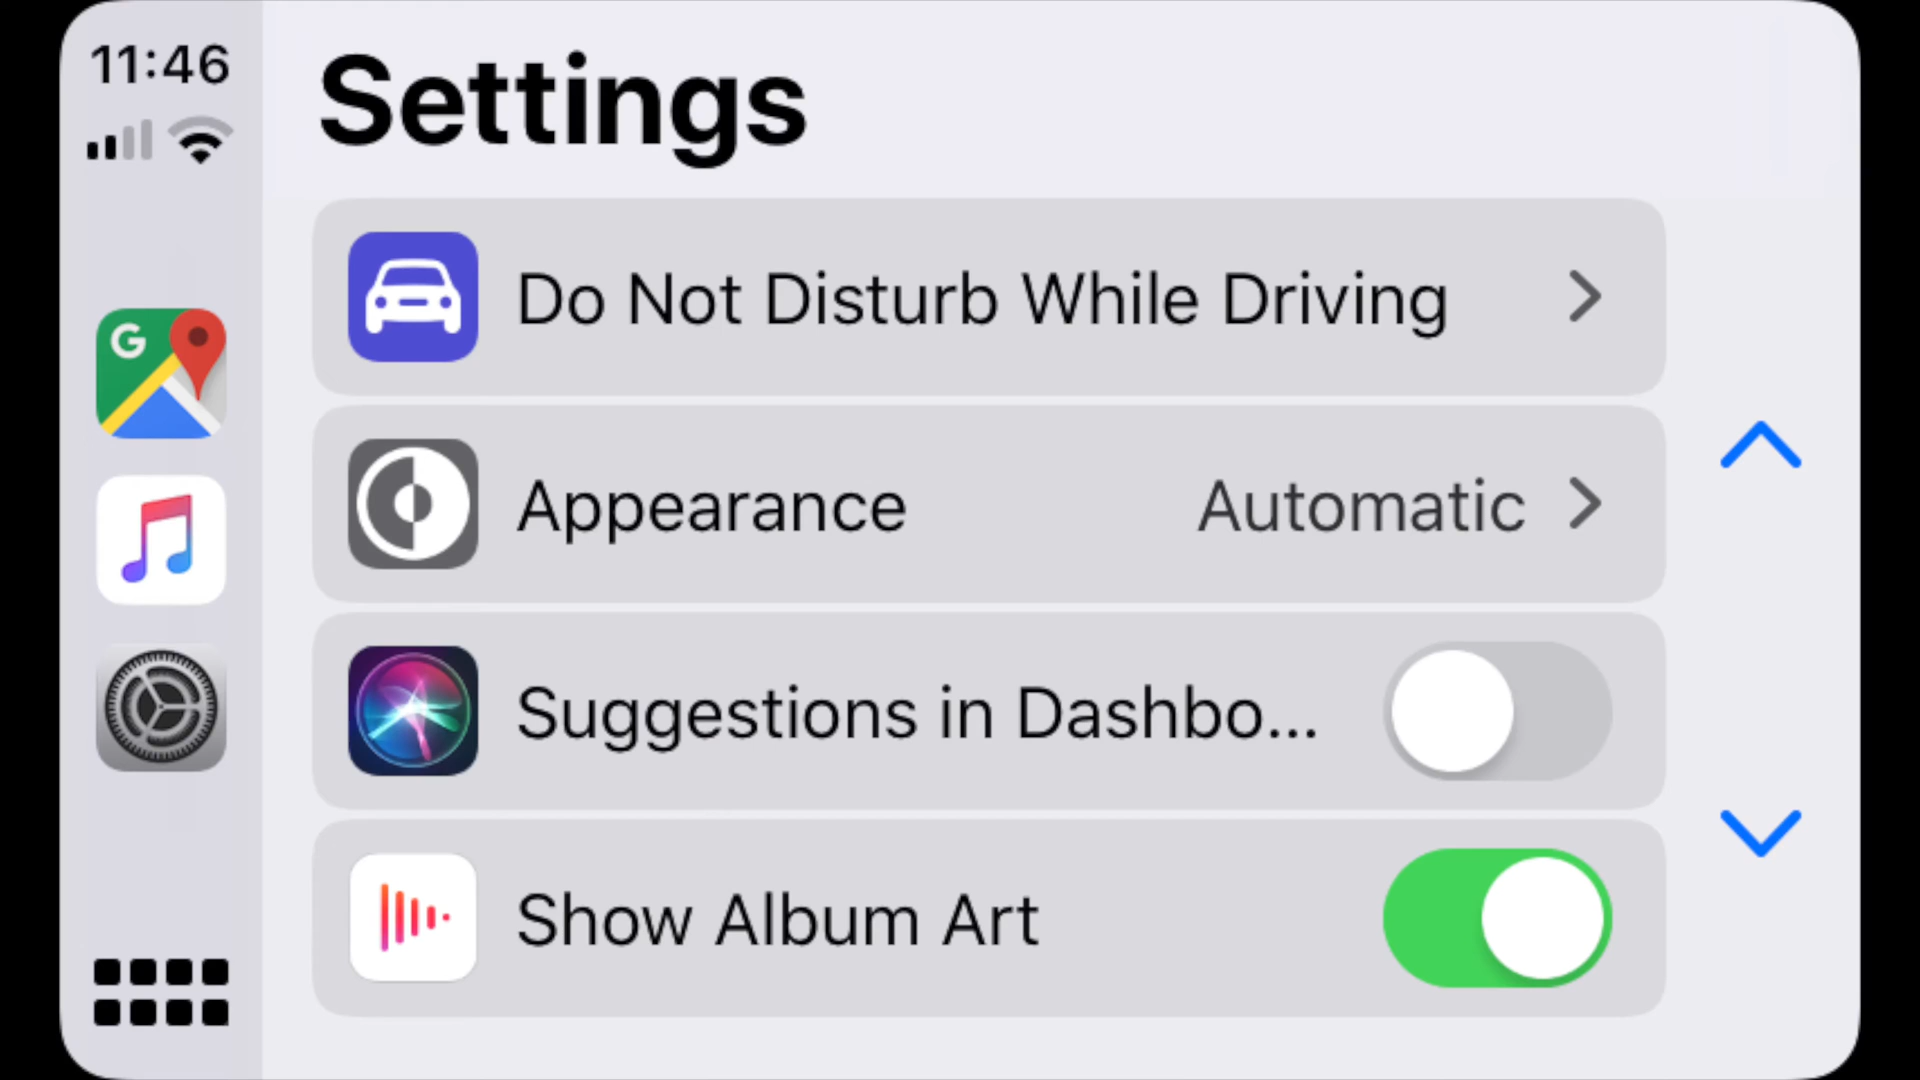 11:46
Settings
G
Do Not Disturb While Driving
Appearance Automatic
Suggestions in Dashbo...
Show Album Art